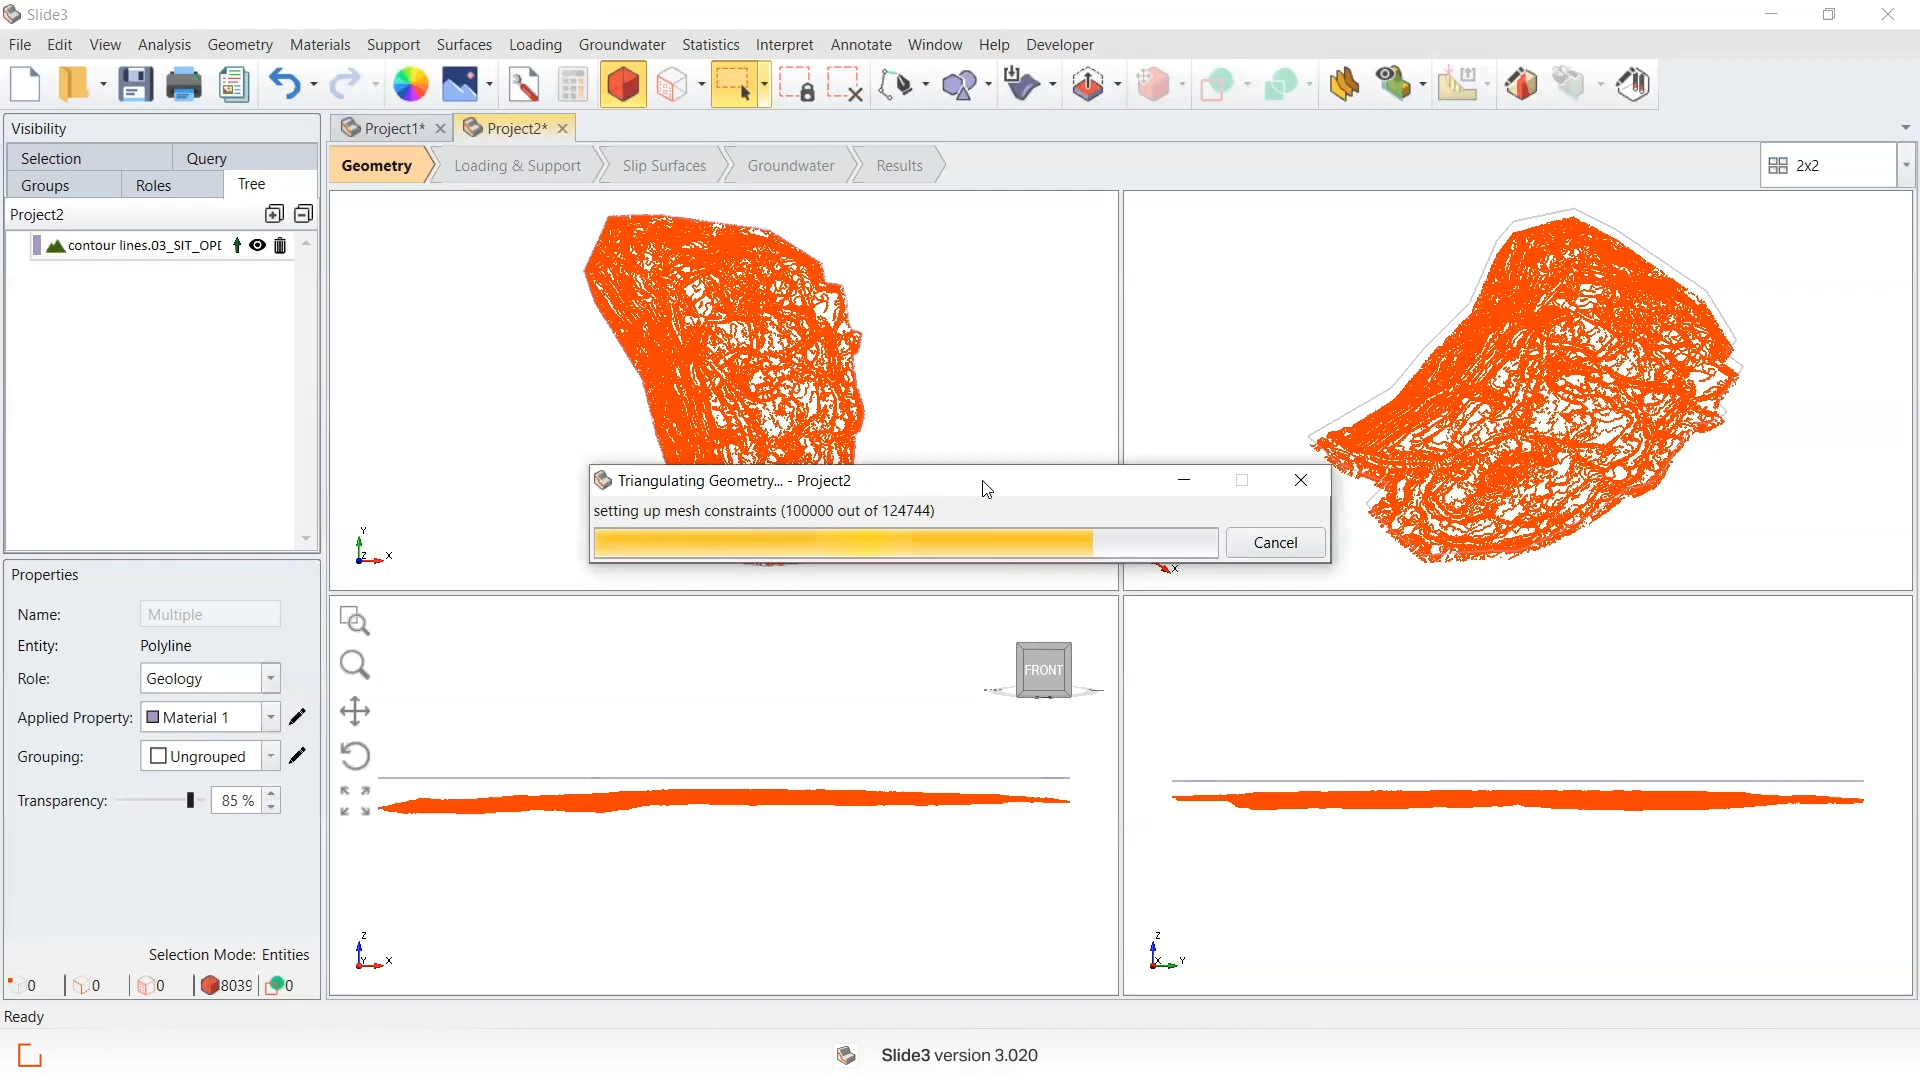 Slide3
File Edit View Analysis Geometry Materials Support Surfaces Loading Groundwater Statistics Interpret Annotate Window Help Developer
Visibility
Selection Query
Groups Roles Tree
Project2
contour lines.03_SIT_OPE
Project1* Project2*
Geometry Loading & Support Slip Surfaces Groundwater Results
2x2
Triangulating Geometry... - Project2
setting up mesh constraints (100000 out of 124744)
Cancel
Y
Z X
X
FRONT
Z
Y X
Z
X Y
Properties
Name: Multiple
Entity: Polyline
Role: Geology
Applied Property: Material 1
Grouping: Ungrouped
Transparency: 85 %
Selection Mode: Entities
0 0 0 8039 0
Ready
Slide3 version 3.020